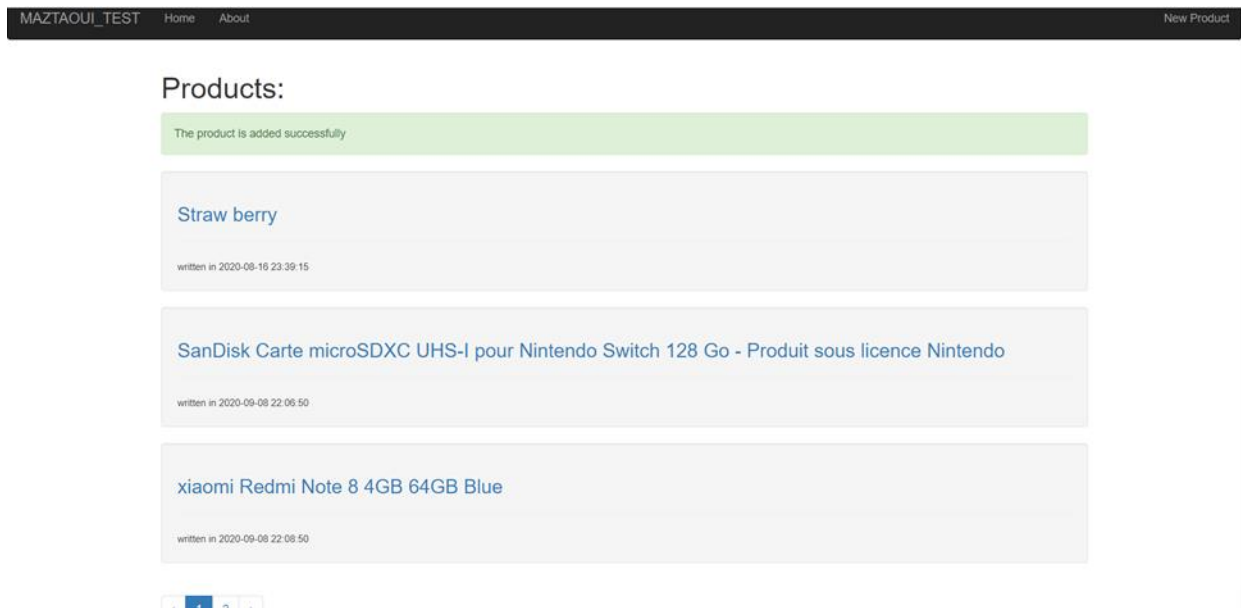 MAZTAOUI_TEST Home About New Product
Products:
The product is added successfully
Straw berry
written in 2020-08-16 23:39:15
SanDisk Carte microSDXC UHS-I pour Nintendo Switch 128 Go - Produit sous licence Nintendo
written in 2020-09-08 22:06:50
xiaomi Redmi Note 8 4GB 64GB Blue
written in 2020-09-08 22:08:50
‹ 1 2 ›